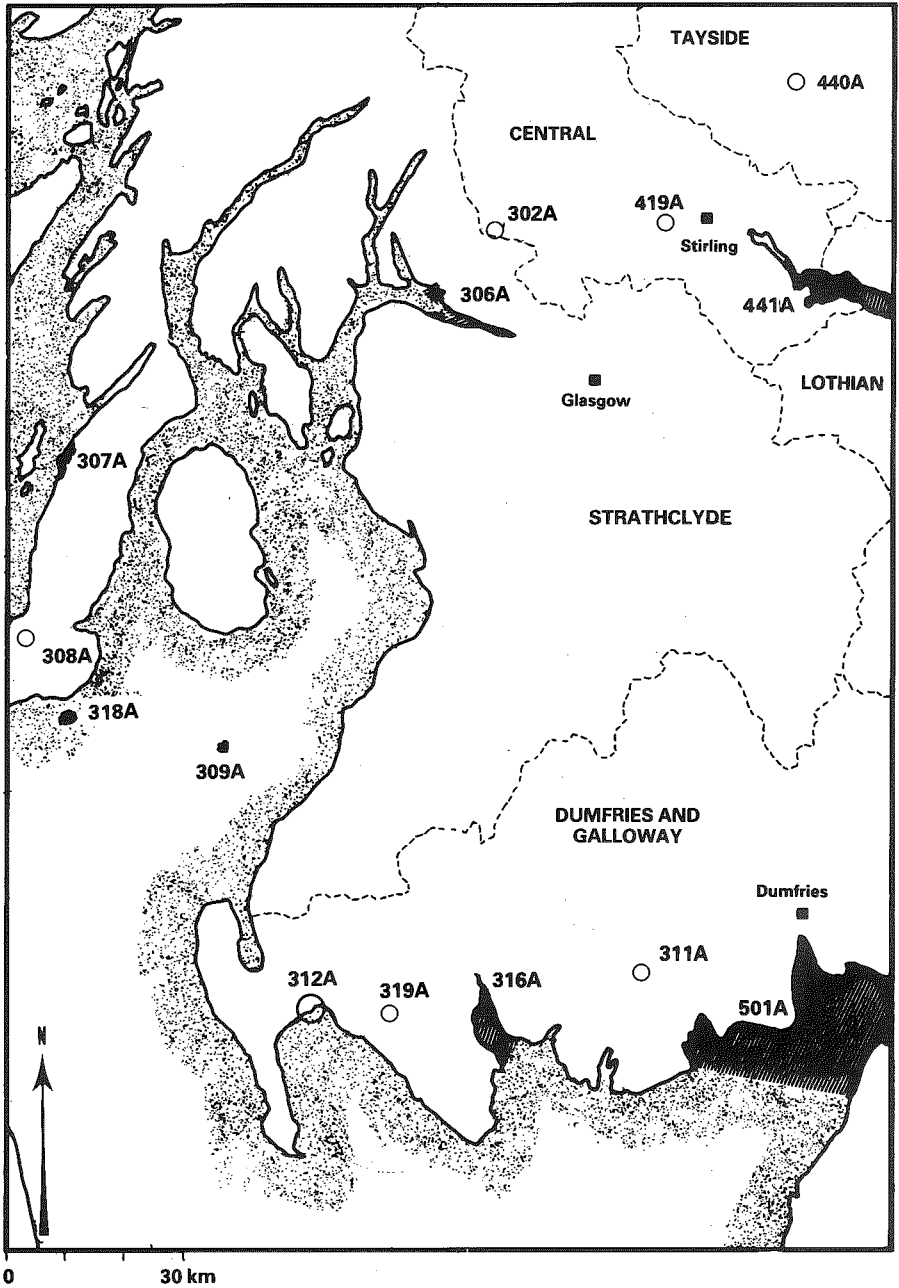 TAYSIDE
440A
CENTRAL
302A
419A
Stirling
306A
441A
LOTHIAN
Glasgow
307A
STRATHCLYDE
308A
318A
309A
DUMFRIES AND
GALLOWAY
Dumfries
312A
319A
316A
311A
501A
N
0
30 km